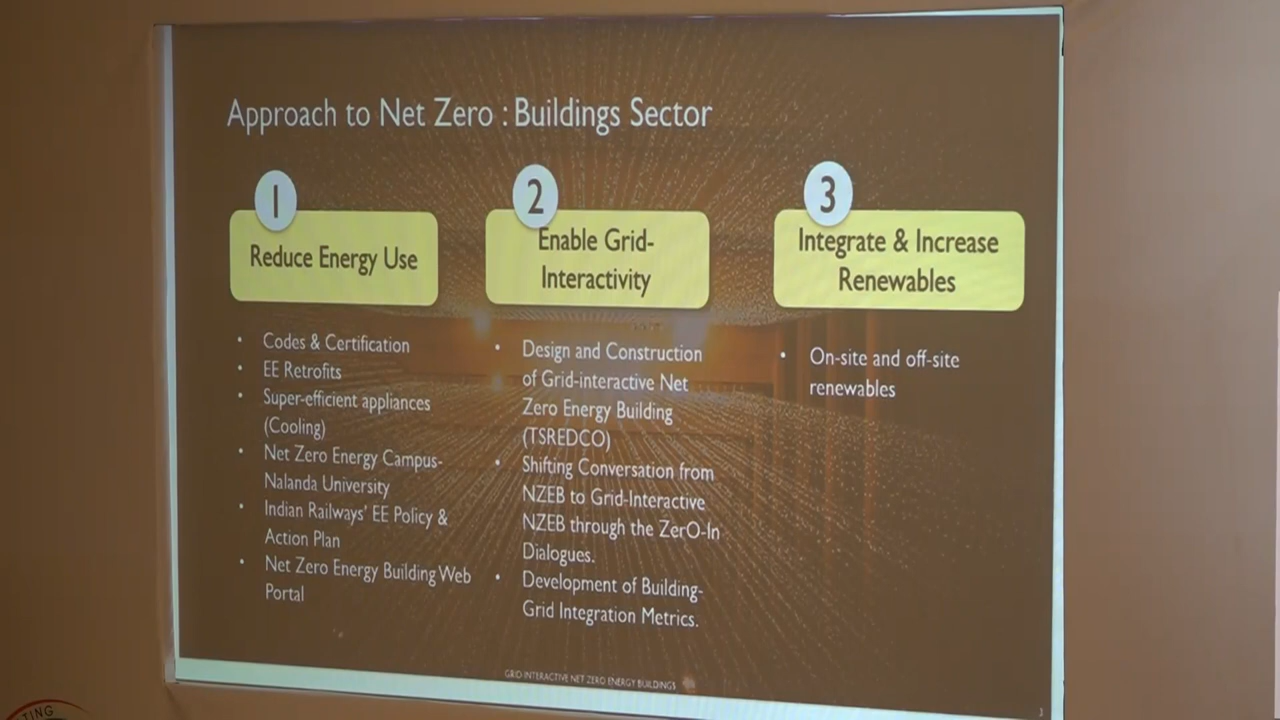 Approach to Net Zero : Buildings Sector
1
Reduce Energy Use
• Codes & Certification
• EE Retrofits
• Super-efficient appliances
(Cooling)
• Net Zero Energy Campus-
Nalanda University
• Indian Railways' EE Policy &
Action Plan
• Net Zero Energy Building Web
Portal
2
Enable Grid-
Interactivity
• Design and Construction
of Grid-interactive Net
Zero Energy Building
(TSREDCO)
• Shifting Conversation from
NZEB to Grid-Interactive
NZEB through the ZerO-In
Dialogues.
• Development of Building-
Grid Integration Metrics.
3
Integrate & Increase
Renewables
• On-site and off-site
renewables
GRID INTERACTIVE NET ZERO ENERGY BUILDINGS
3
TING